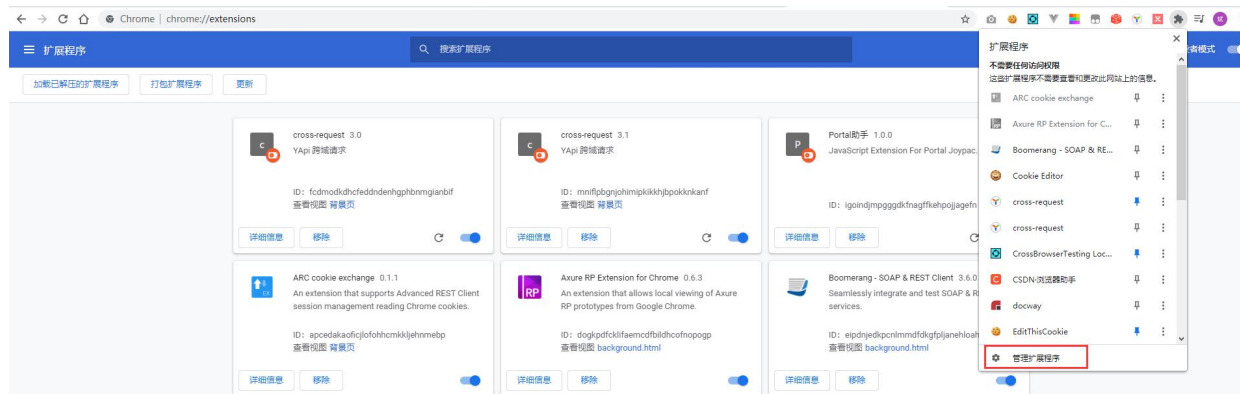 Chrome | chrome://extensions
扩展程序
搜索扩展程序
者模式
加载已解压的扩展程序
打包扩展程序
更新
cross-request 3.0
YApi 跨域请求
ID：fcdmodkdhcfeddndenhgphbnmgianbif
查看视图 背景页
详细信息
移除
cross-request 3.1
YApi 跨域请求
ID：mniflpbgnjohimipkikkhjbpokknkanf
查看视图 背景页
详细信息
移除
P
Portal助手 1.0.0
JavaScript Extension For Portal Joypac.
ID：igoindjmpgggdkfnagffkehpojjagefn
详细信息
移除
ARC cookie exchange 0.1.1
An extension that supports Advanced REST Client
session management reading Chrome cookies.
ID：apcedakaoficjlofohhcmkkljehnmebp
查看视图 背景页
详细信息
移除
RP
Axure RP Extension for Chrome 0.6.3
An extension that allows local viewing of Axure
RP prototypes from Google Chrome.
ID：dogkpdfcklifaemcdfbildhcofnopogp
查看视图 background.html
详细信息
移除
Boomerang - SOAP & REST Client 3.6.0
Seamlessly integrate and test SOAP & R
services.
ID：eipdnjedkpcnlmmdfdkgfpljanehloah
查看视图 background.html
详细信息
移除
扩展程序
不需要任何访问权限
这些扩展程序不需要查看和更改此网站上的信息。
ARC cookie exchange
Axure RP Extension for C...
Boomerang - SOAP & RE...
Cookie Editor
cross-request
cross-request
CrossBrowserTesting Loc...
CSDN·浏览器助手
docway
EditThisCookie
管理扩展程序